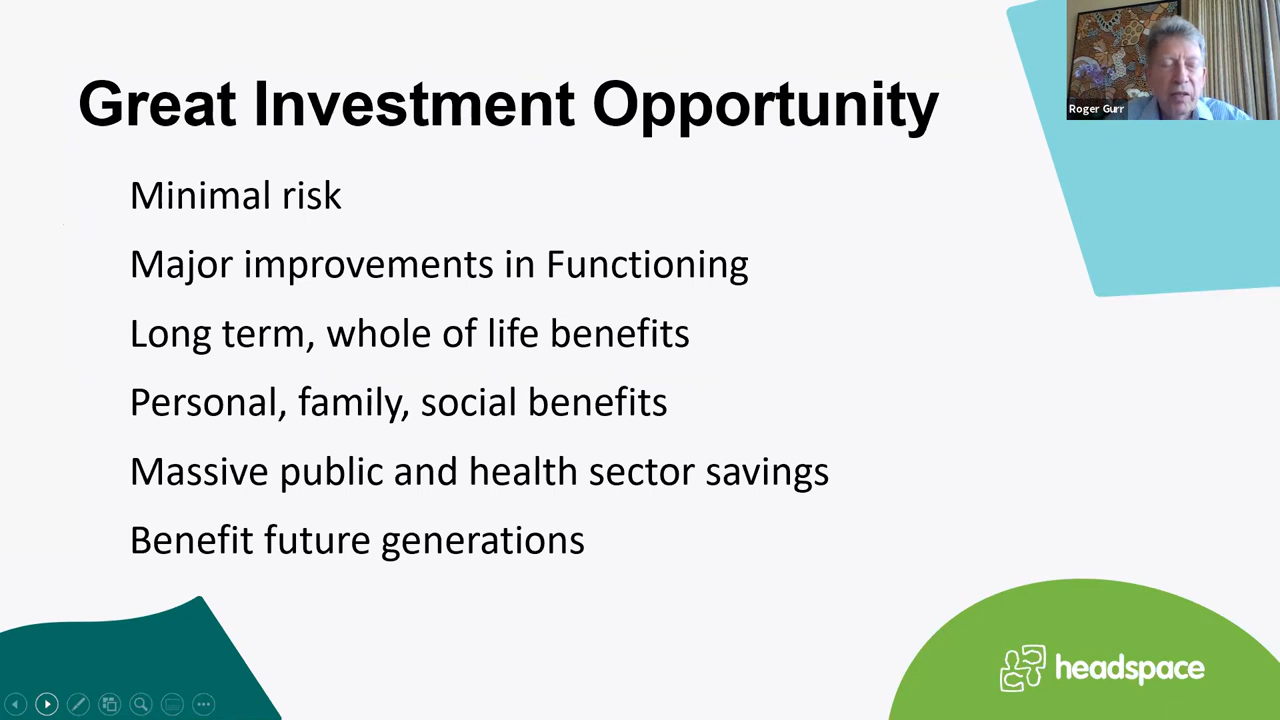 Great Investment Opportunity
Roger Gurr
Minimal risk
Major improvements in Functioning
Long term, whole of life benefits
Personal, family, social benefits
Massive public and health sector savings
Benefit future generations
headspace